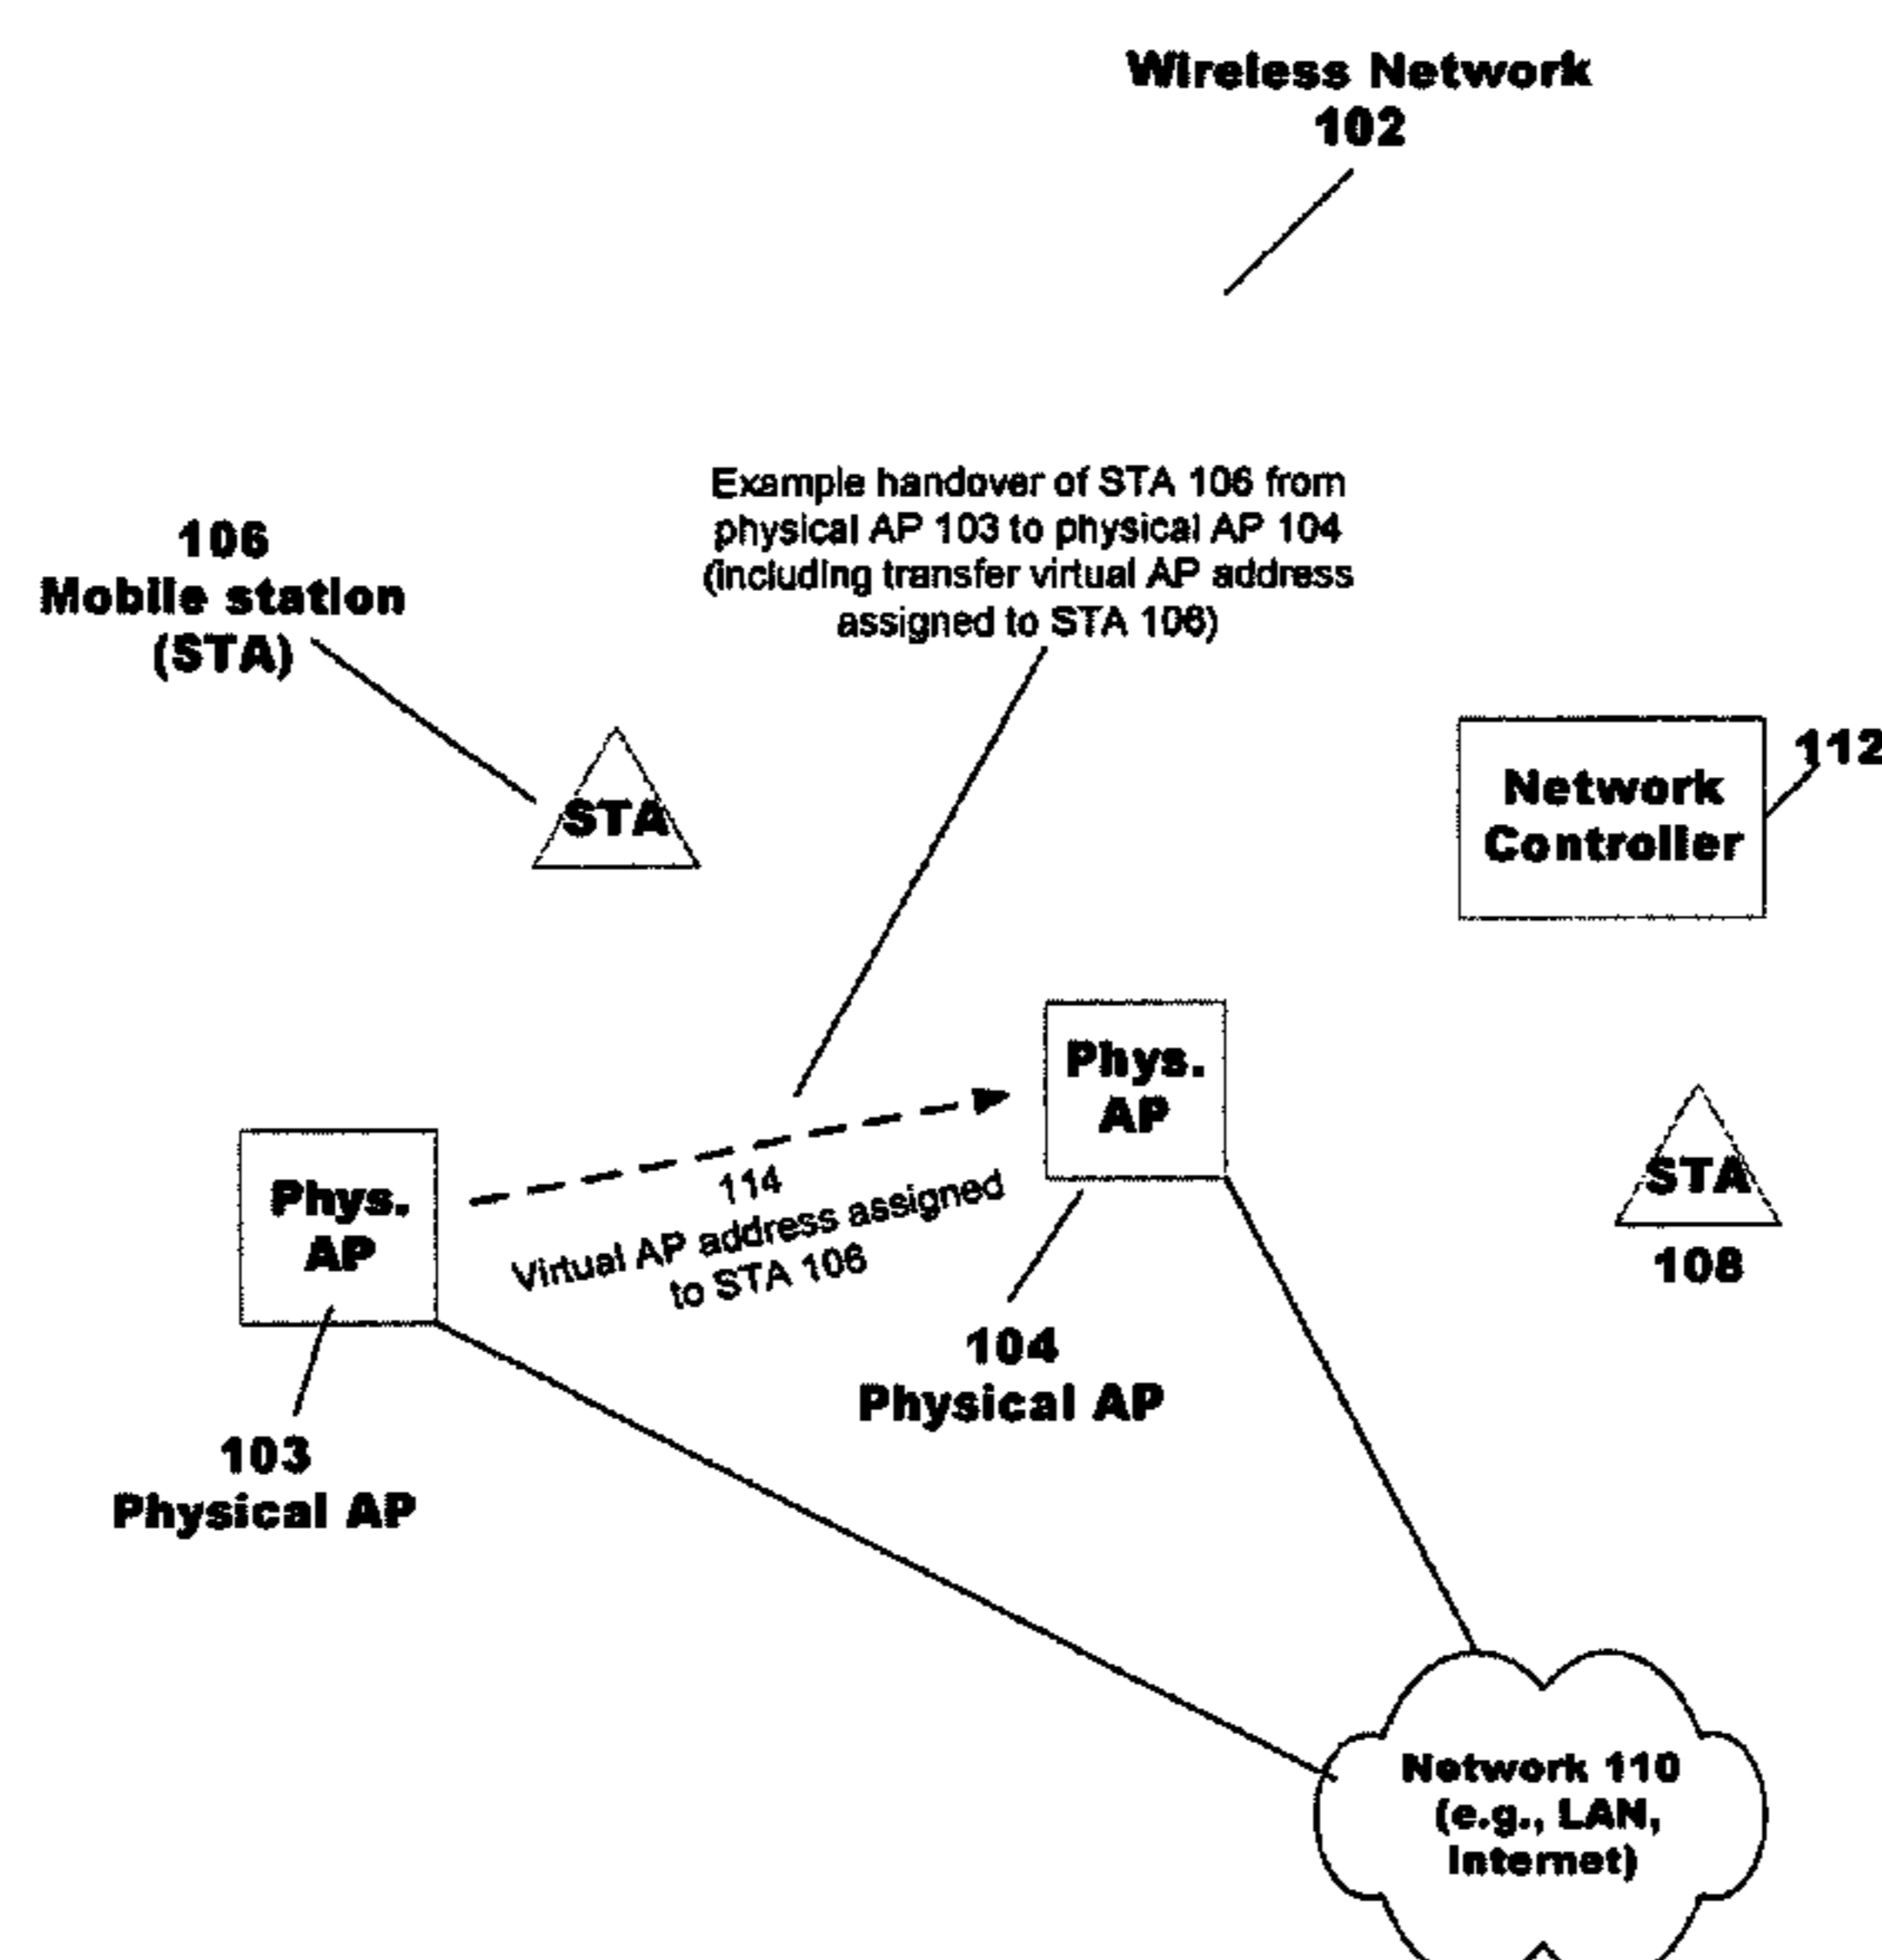 Wireless Network
102
Example handover of STA 106 from
physical AP 103 to physical AP 104
(including transfer virtual AP address
assigned to STA 106)
106
Mobile station
(STA)
STA
112
Network
Controller
Phys.
AP
Phys.
AP
114
Virtual AP address assigned
to STA 106
STA
108
104
Physical AP
103
Physical AP
Network 110
(e.g., LAN,
Internet)